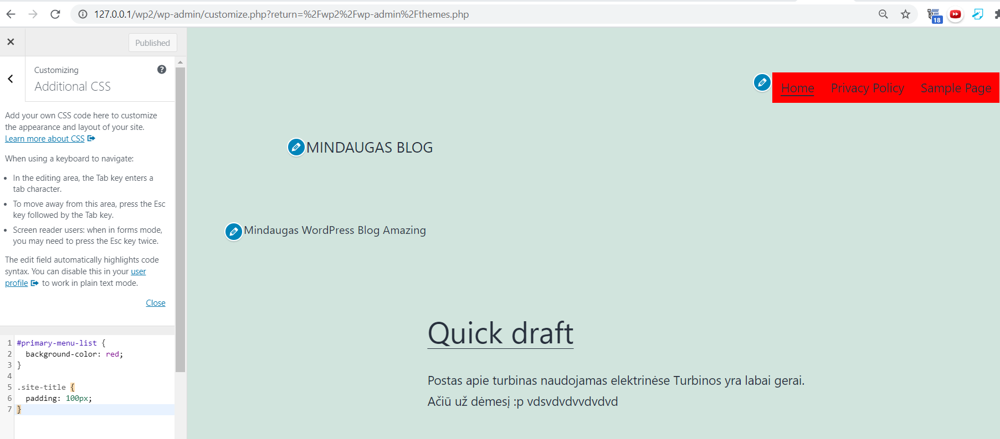 127.0.0.1/wp2/wp-admin/customize.php?return=%2Fwp2%2Fwp-admin%2Fthemes.php
18
Published
Customizing
Additional CSS
Add your own CSS code here to customize
the appearance and layout of your site.
Learn more about CSS
When using a keyboard to navigate:
• In the editing area, the Tab key enters a
tab character.
• To move away from this area, press the Esc
key followed by the Tab key.
• Screen reader users: when in forms mode,
you may need to press the Esc key twice.
The edit field automatically highlights code
syntax. You can disable this in your user
profile to work in plain text mode.
Close
1 #primary-menu-list {
2 background-color: red;
3 }
4
5 .site-title {
6 padding: 100px;
7 }
Home Privacy Policy Sample Page
MINDAUGAS BLOG
Mindaugas WordPress Blog Amazing
Quick draft
Postas apie turbinas naudojamas elektrinėse Turbinos yra labai gerai.
Ačiū už dėmesį :p vdsvdvdvvdvdvd